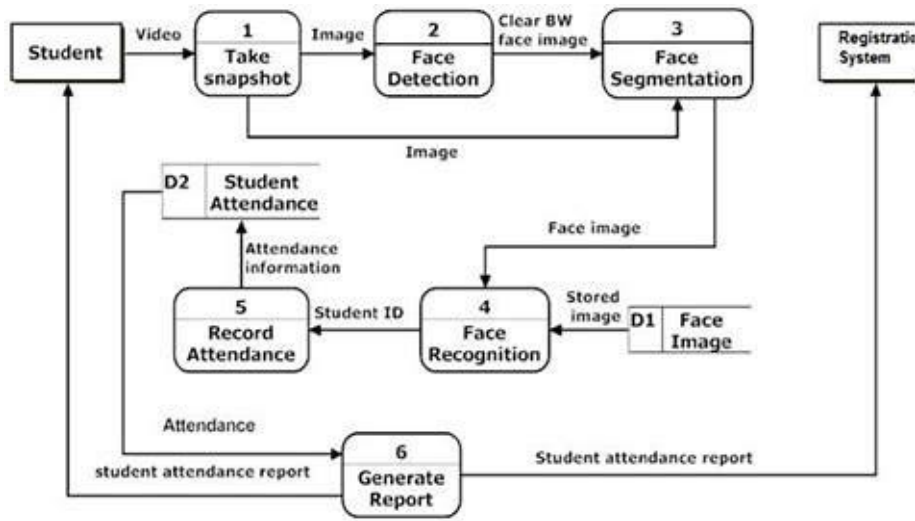 Student
Video
1
Take
snapshot
Image
2
Face
Detection
Clear BW
face image
3
Face
Segmentation
Registratio
System
Image
D2
Student
Attendance
Face image
Attendance
information
5
Record
Attendance
Student ID
4
Face
Recognition
Stored
image
D1
Face
Image
Attendance
student attendance report
6
Generate
Report
Student attendance report